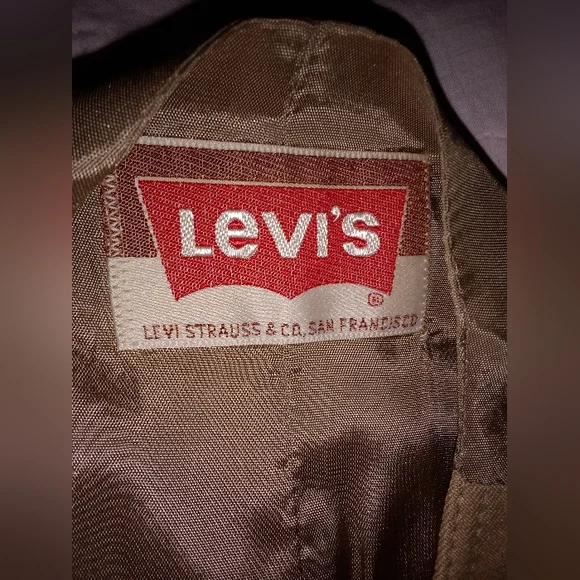 LeVI'S
®
LEVI STRAUSS & CO. SAN FRANCISCO